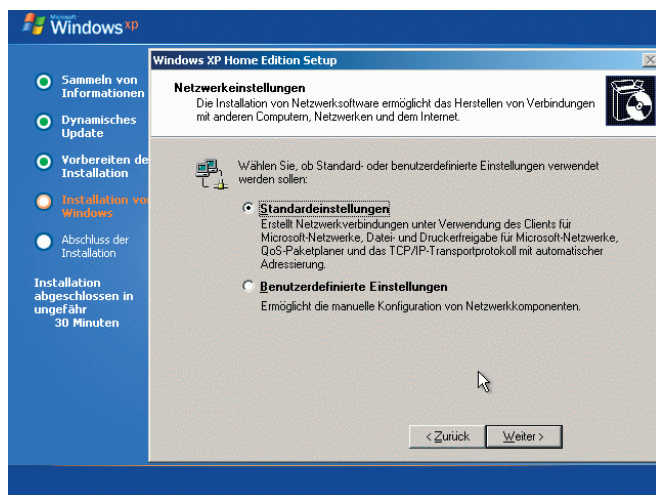 Microsoft
Windows xp
Sammeln von
Informationen
Dynamisches
Update
Vorbereiten de
Installation
Installation vo
Windows
Abschluss der
Installation
Installation
abgeschlossen in
ungefähr
30 Minuten
Windows XP Home Edition Setup
Netzwerkeinstellungen
Die Installation von Netzwerksoftware ermöglicht das Herstellen von Verbindungen
mit anderen Computern, Netzwerken und dem Internet.
Wählen Sie, ob Standard- oder benutzerdefinierte Einstellungen verwendet
werden sollen:
Standardeinstellungen
Erstellt Netzwerkverbindungen unter Verwendung des Clients für
Microsoft-Netzwerke, Datei- und Druckerfreigabe für Microsoft-Netzwerke,
QoS-Paketplaner und das TCP/IP-Transportprotokoll mit automatischer
Adressierung.
Benutzerdefinierte Einstellungen
Ermöglicht die manuelle Konfiguration von Netzwerkkomponenten.
< Zurück
Weiter >